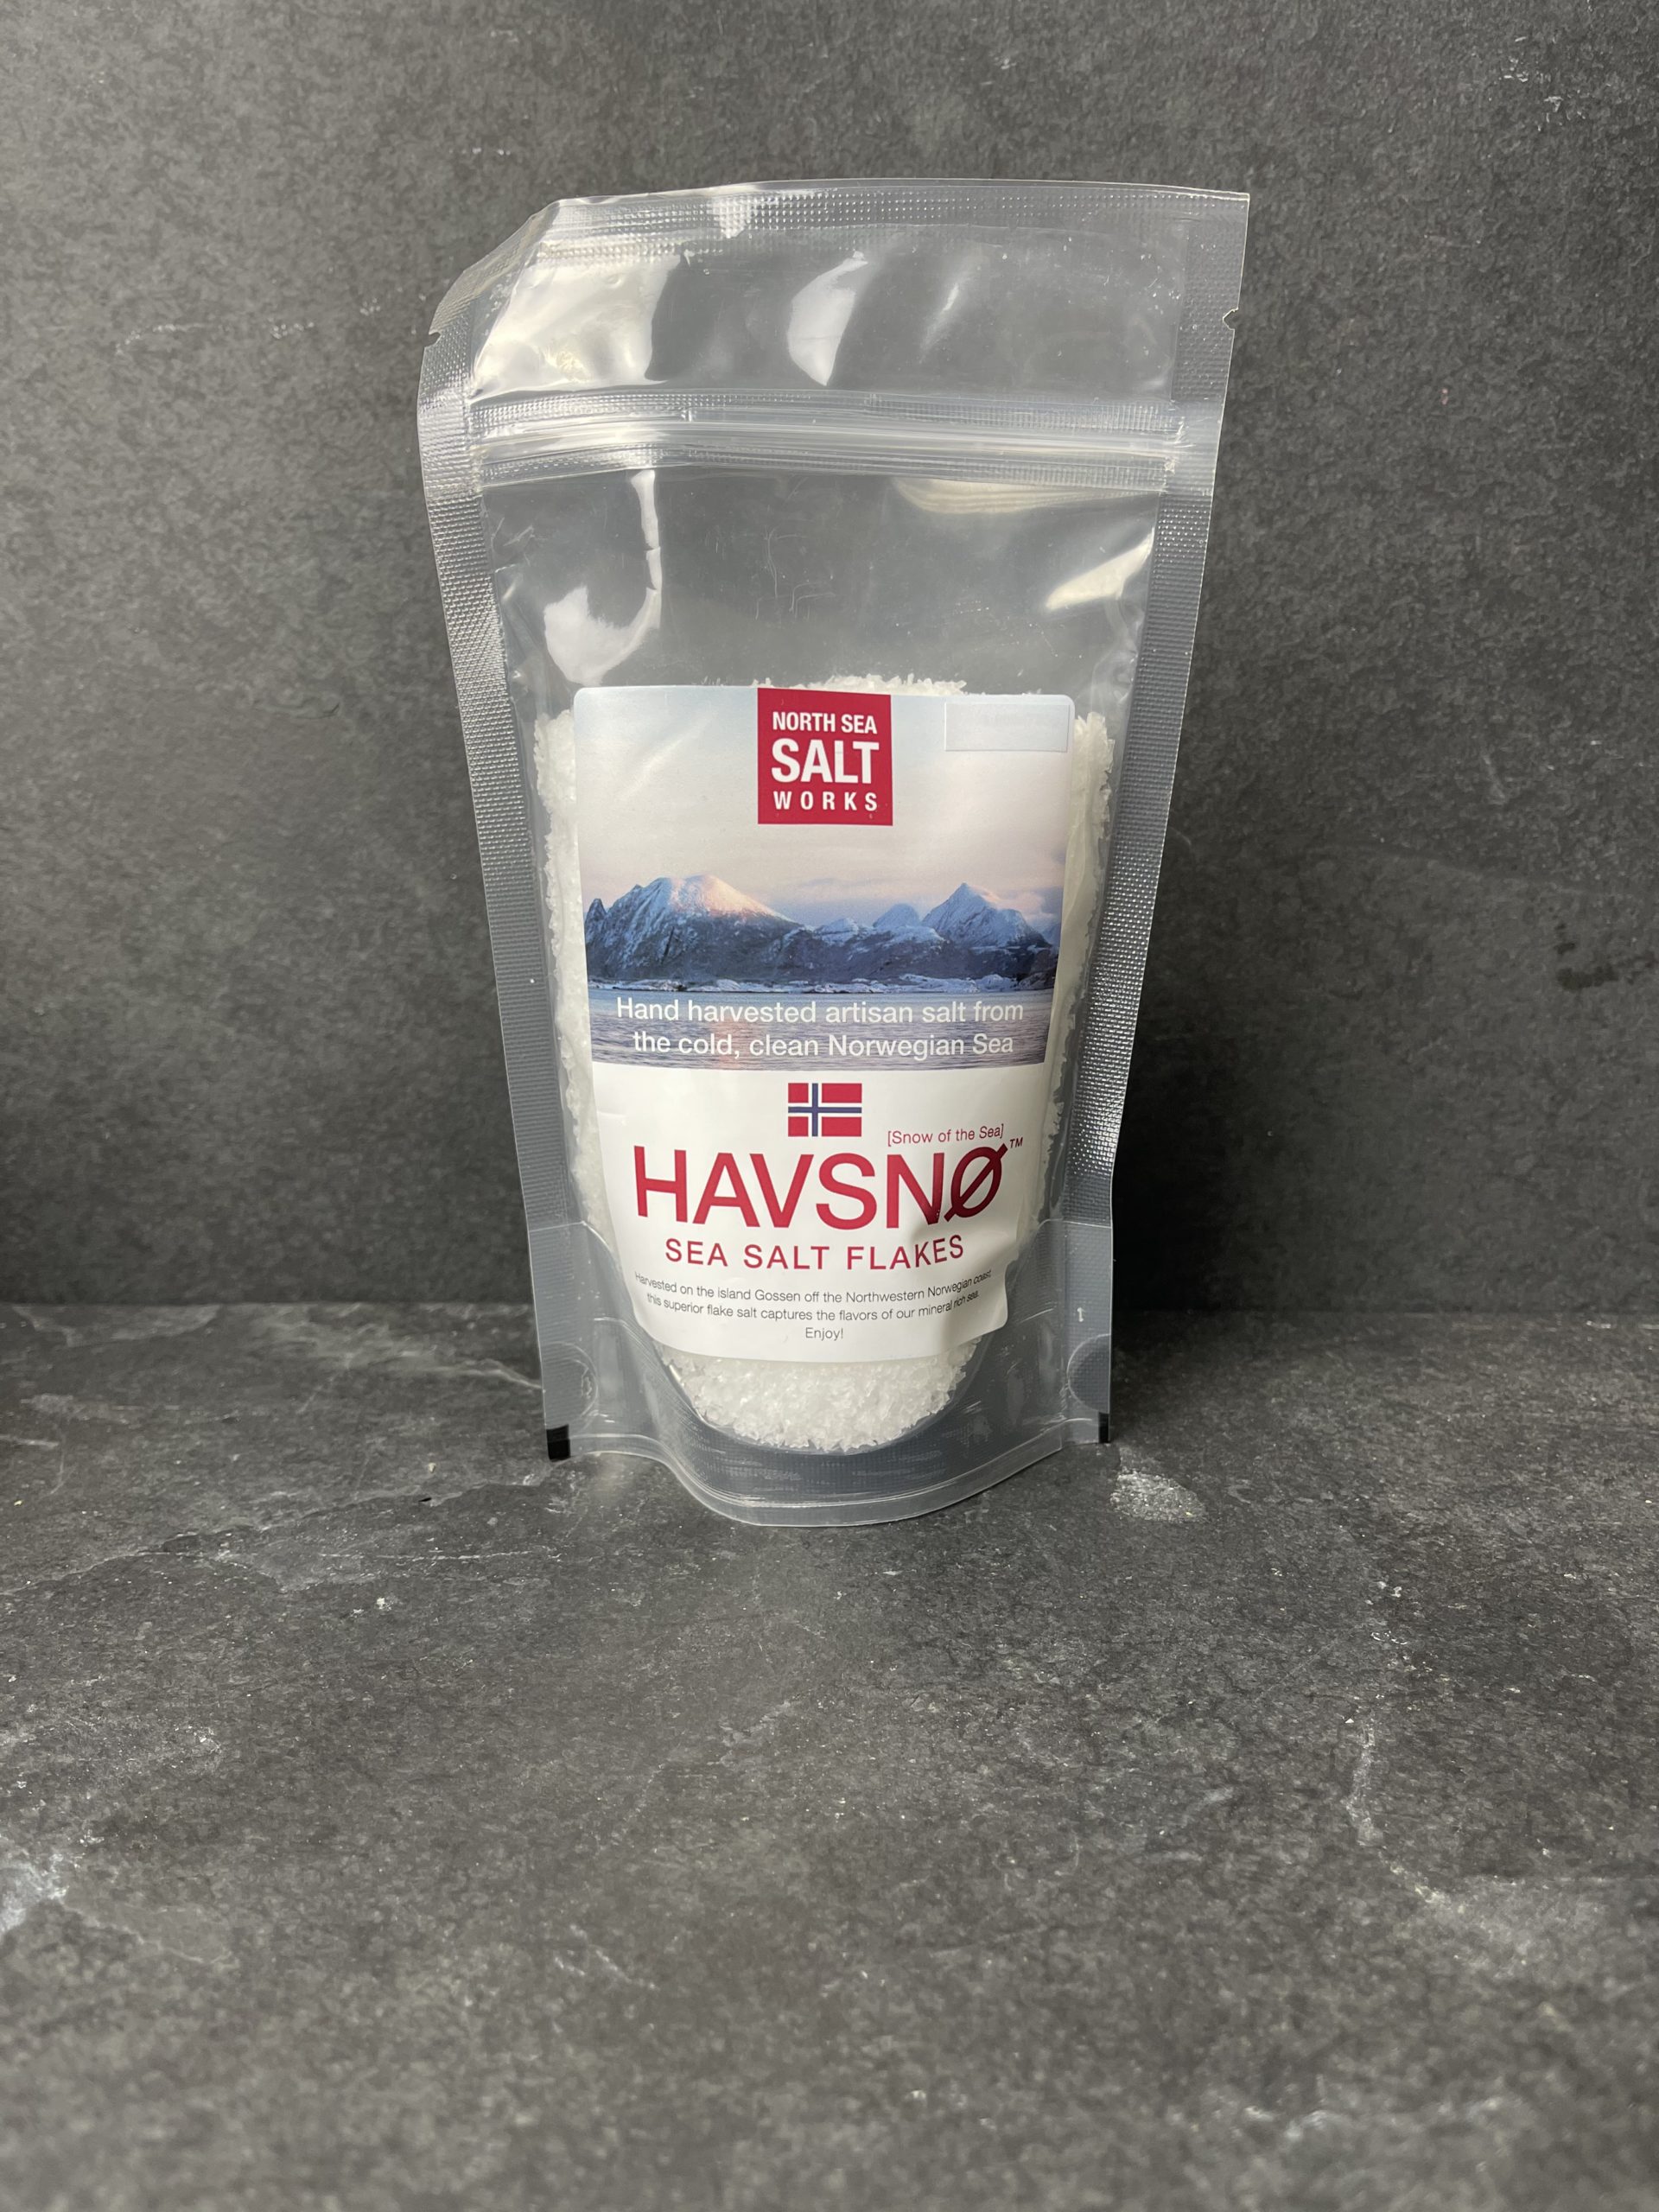 NORTH SEA
SALT
WORKS
Hand harvested artisan salt from
the cold, clean Norwegian Sea
[Snow of the Sea]
HAVSNØ™
SEA SALT FLAKES
Harvested on the island Gossen off the Northwestern Norwegian coast,
this superior flake salt captures the flavors of our mineral rich sea.
Enjoy!